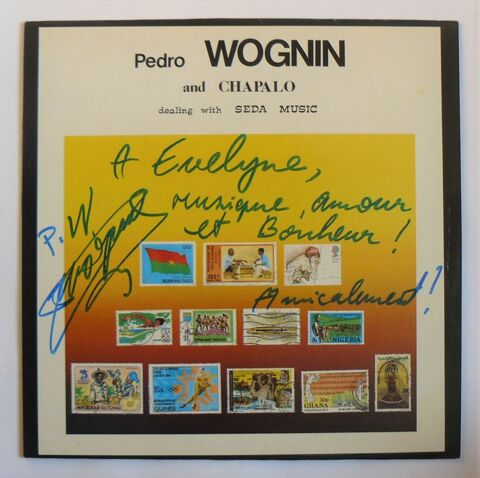 Pedro WOGNIN
and CHAPALO
dealing with SEDA MUSIC
A Evelyne,
Musique, amour
et Bonheur !
P.W.
Amicalement !
BURKINA FASO
NIGERIA
GUINÉE
GHANA